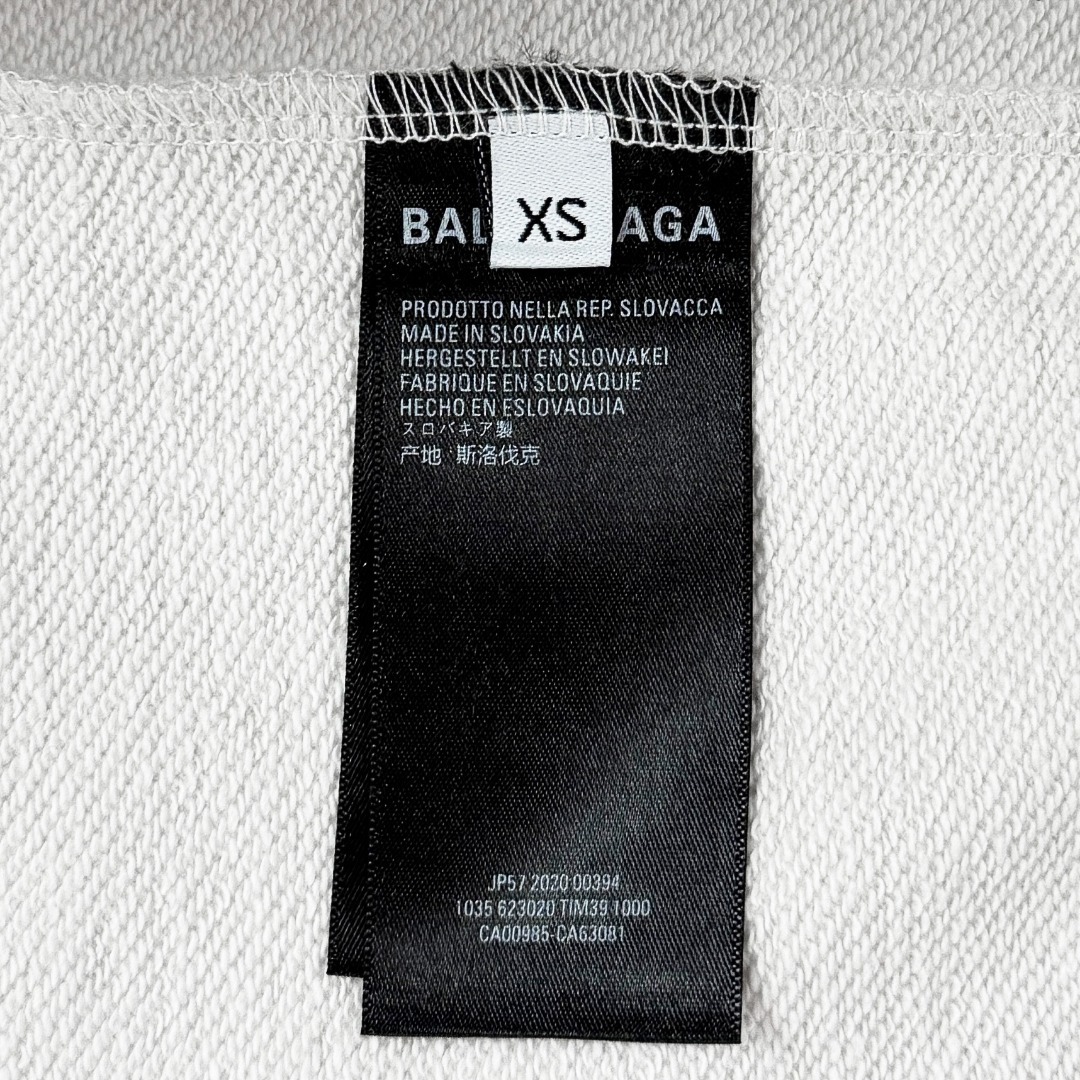 BAL XS AGA
PRODOTTO NELLA REP. SLOVACCA
MADE IN SLOVAKIA
HERGESTELLT EN SLOWAKEI
FABRIQUE EN SLOVAQUIE
HECHO EN ESLOVAQUIA
スロバキア製
产地：斯洛伐克
JP57 2020 00394
1035 623020 TIM39 1000
CA00985-CA63081